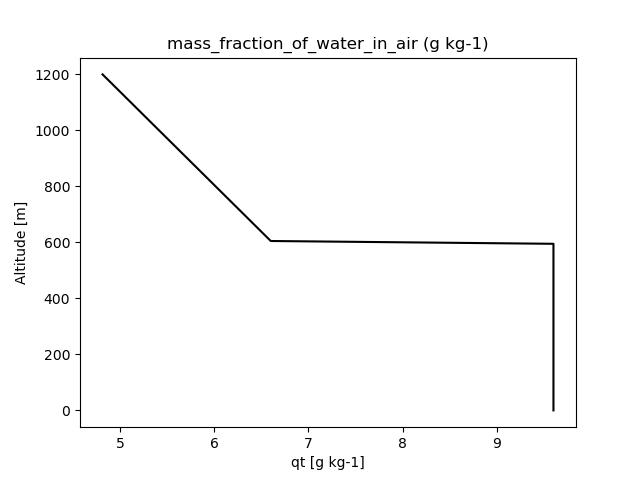 mass_fraction_of_water_in_air (g kg-1)
1200
1000
800
600
400
200
0
Altitude [m]
5 6 7 8 9
qt [g kg-1]